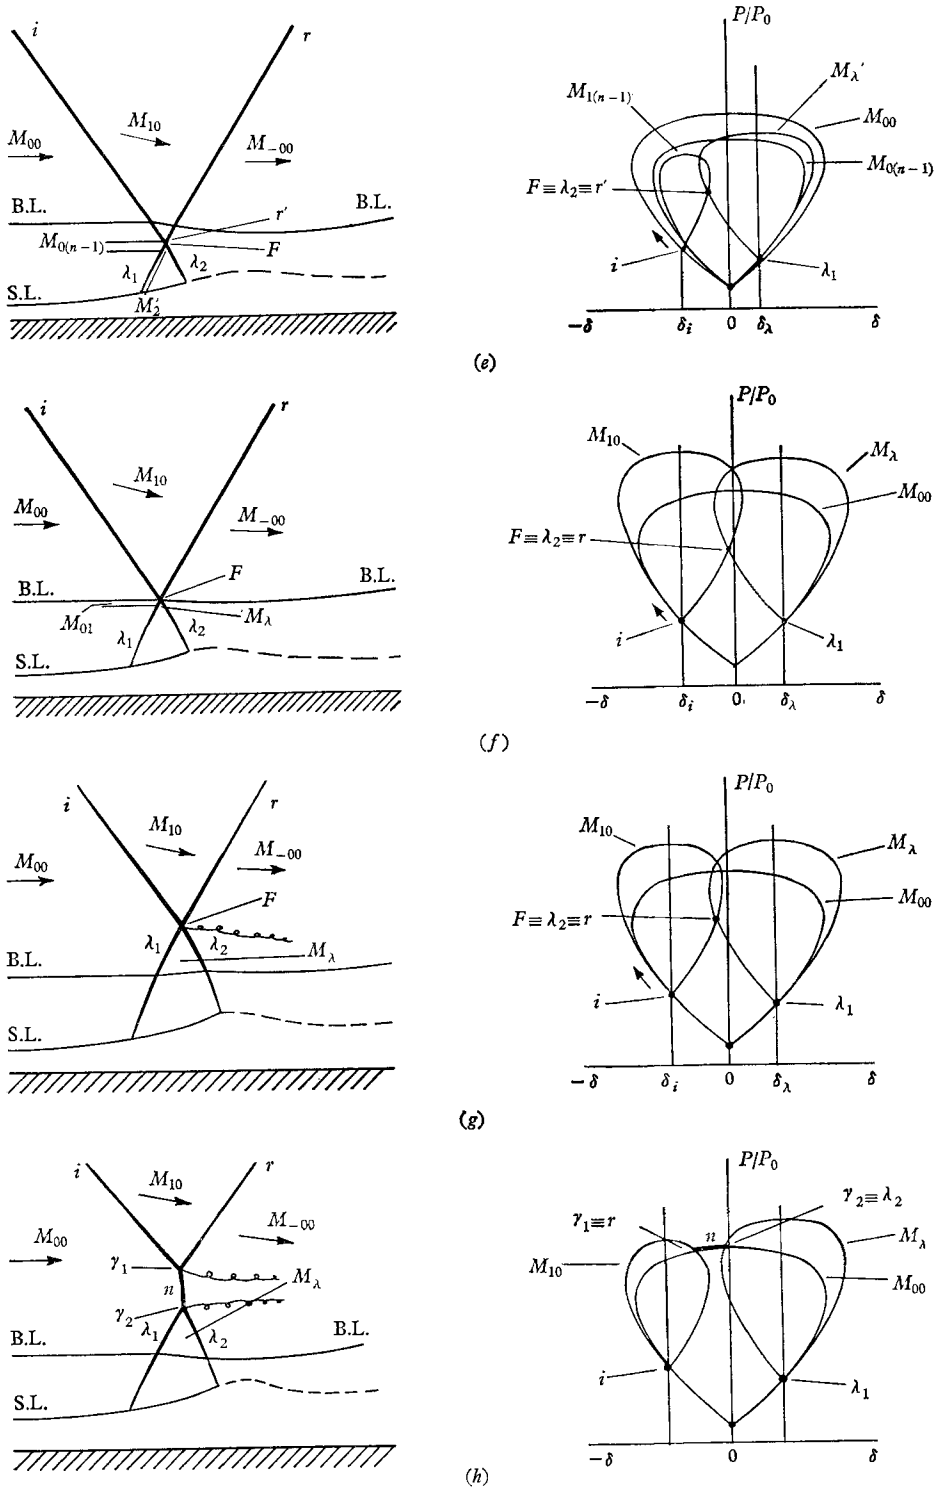 i
r
M₁₀
M₀₀
M₋₀₀
B.L.
B.L.
r′
M₀₍ₙ₋₁₎
F
λ₁
λ₂
S.L.
M₂′
P/P₀
M_λ′
M₁₍ₙ₋₁₎
M₀₀
M₀₍ₙ₋₁₎
F≡λ₂≡r′
i
λ₁
−δ
δᵢ
0
δ_λ
δ
(e)
i
r
M₁₀
M₀₀
M₋₀₀
F
B.L.
B.L.
M₀₁
M_λ
λ₁
λ₂
S.L.
P/P₀
M₁₀
M_λ
M₀₀
F≡λ₂≡r
i
λ₁
−δ
δᵢ
0
δ_λ
δ
(f)
i
r
M₁₀
M₀₀
M₋₀₀
F
λ₁
λ₂
M_λ
B.L.
S.L.
P/P₀
M₁₀
M_λ
M₀₀
F≡λ₂≡r
i
λ₁
−δ
δᵢ
0
δ_λ
δ
(g)
i
r
M₁₀
M₀₀
M₋₀₀
γ₁
n
M_λ
γ₂
λ₁
λ₂
B.L.
B.L.
S.L.
P/P₀
γ₂≡λ₂
γ₁≡r
n
M_λ
M₁₀
M₀₀
i
λ₁
−δ
0
δ
(h)